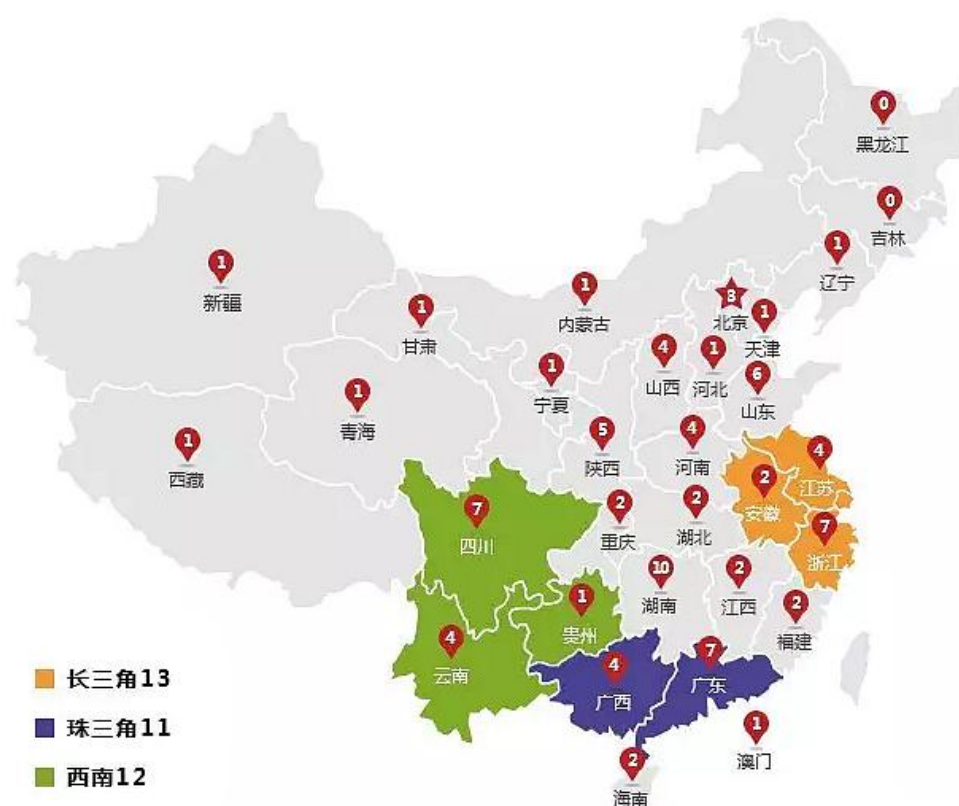 0
黑龙江
0
吉林
1
辽宁
1
新疆
1
内蒙古
3
北京
1
天津
1
甘肃
4
山西
1
河北
6
山东
1
宁夏
1
青海
1
西藏
5
陕西
4
河南
4
江苏
2
安徽
7
四川
2
重庆
2
湖北
7
浙江
10
湖南
2
江西
2
福建
1
贵州
4
云南
4
广西
7
广东
1
澳门
2
海南
长三角13
珠三角11
西南12